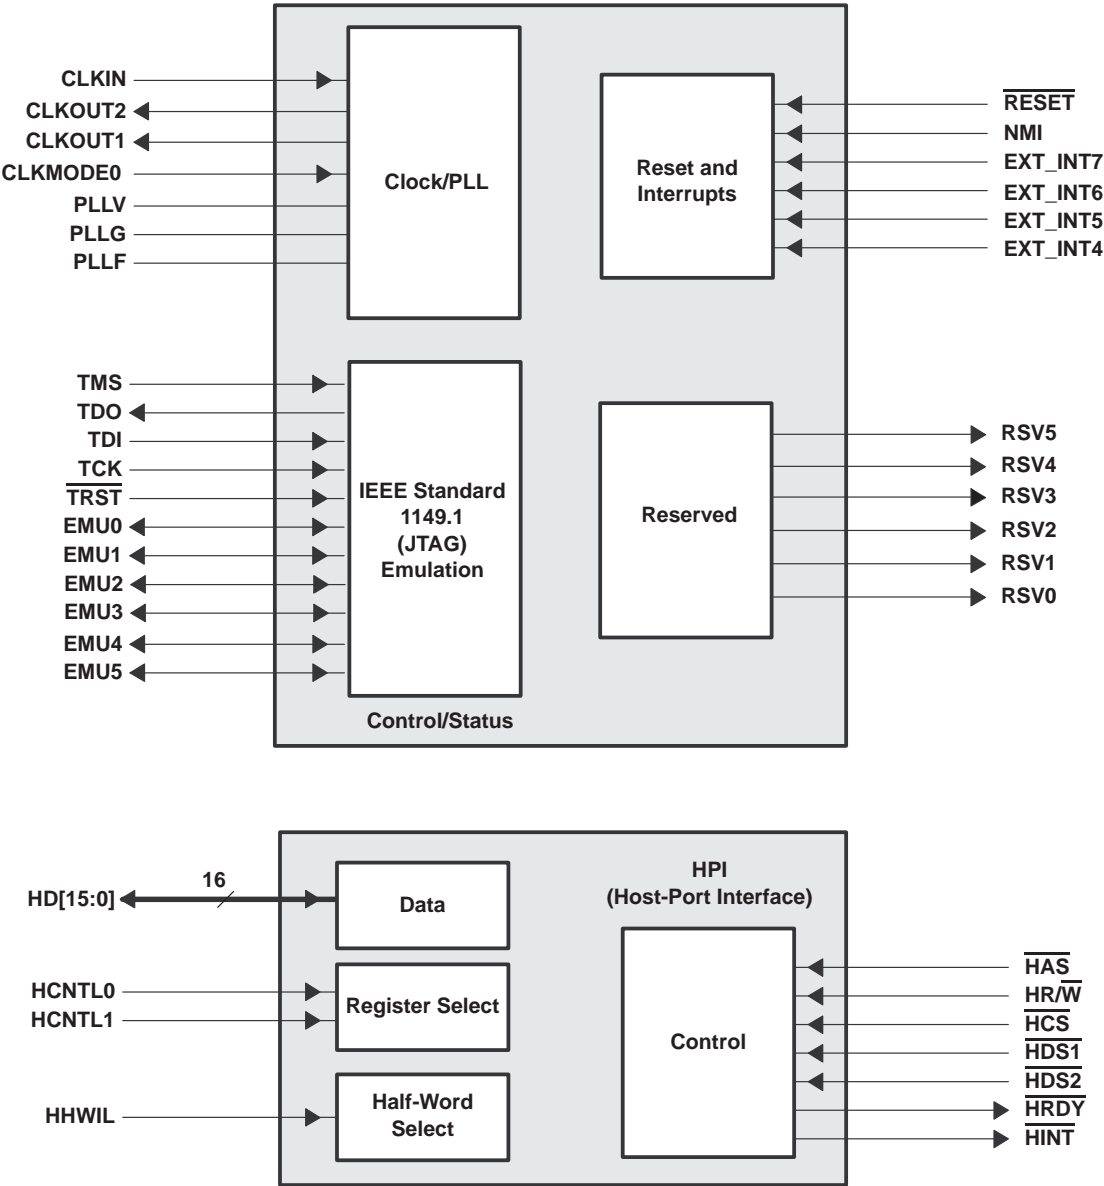 CLKIN
CLKOUT2
CLKOUT1
CLKMODE0
PLLV
PLLG
PLLF
Clock/PLL
Reset and
Interrupts
RESET
NMI
EXT_INT7
EXT_INT6
EXT_INT5
EXT_INT4
TMS
TDO
TDI
TCK
TRST
EMU0
EMU1
EMU2
EMU3
EMU4
EMU5
IEEE Standard
1149.1
(JTAG)
Emulation
Reserved
RSV5
RSV4
RSV3
RSV2
RSV1
RSV0
Control/Status
HD[15:0]
16
Data
HPI
(Host-Port Interface)
HCNTL0
HCNTL1
Register Select
HHWIL
Half-Word
Select
Control
HAS
HR/W
HCS
HDS1
HDS2
HRDY
HINT